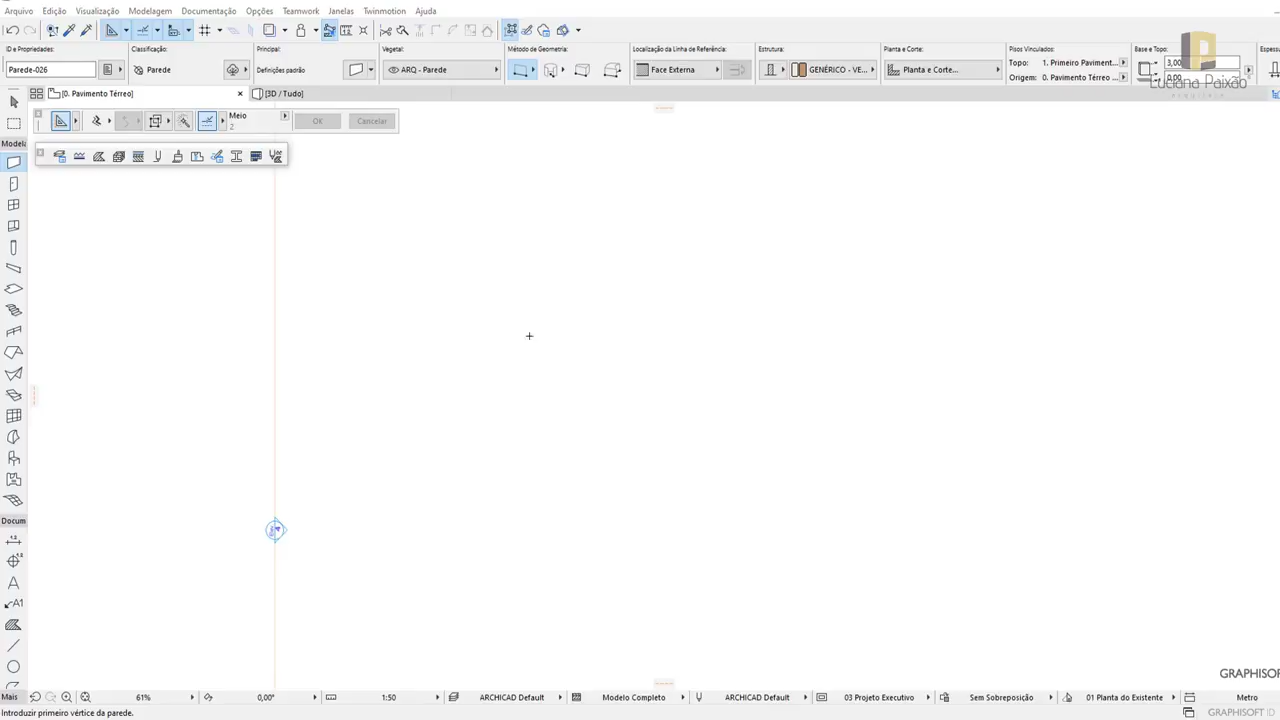 Arquivo Edição Visualização Modelagem Documentação Opções Teamwork Janelas Twinmotion Ajuda
ID e Propriedades: Classificação: Principal: Vegetal: Método de Geometria: Localização da Linha de Referência: Estrutura: Planta e Corte: Pisos Vinculados: Base e Topo: Espess
Parede-026 Parede Definições padrão ARQ - Parede Face Externa GENÉRICO - VE... Planta e Corte...
Topo: 1. Primeiro Paviment... 3,00
Origem: 0. Pavimento Térreo ... 0,00
Luciana Paixão
[0. Pavimento Térreo] [3D / Tudo]
Meio
2
OK Cancelar
Modela
Docum
A1
GRAPHISOF
Mais 61% 0,00° 1:50 ARCHICAD Default Modelo Completo ARCHICAD Default 03 Projeto Executivo Sem Sobreposição 01 Planta do Existente Metro
Introduzir primeiro vértice da parede. GRAPHISOFT ID